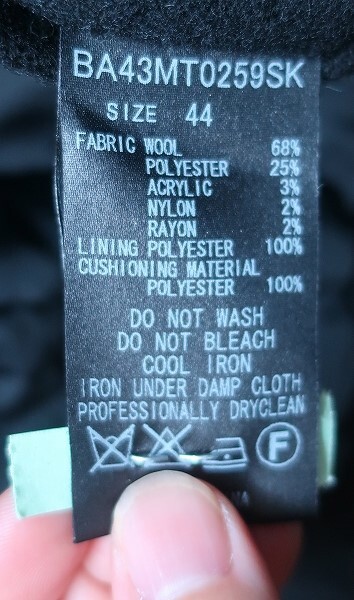 BA43MT0259SK
SIZE 44
FABRIC WOOL 68%
POLYESTER 25%
ACRYLIC 3%
NYLON 2%
RAYON 2%
LINING POLYESTER 100%
CUSHIONING MATERIAL
POLYESTER 100%
DO NOT WASH
DO NOT BLEACH
COOL IRON
IRON UNDER DAMP CLOTH
PROFESSIONALLY DRYCLEAN
F